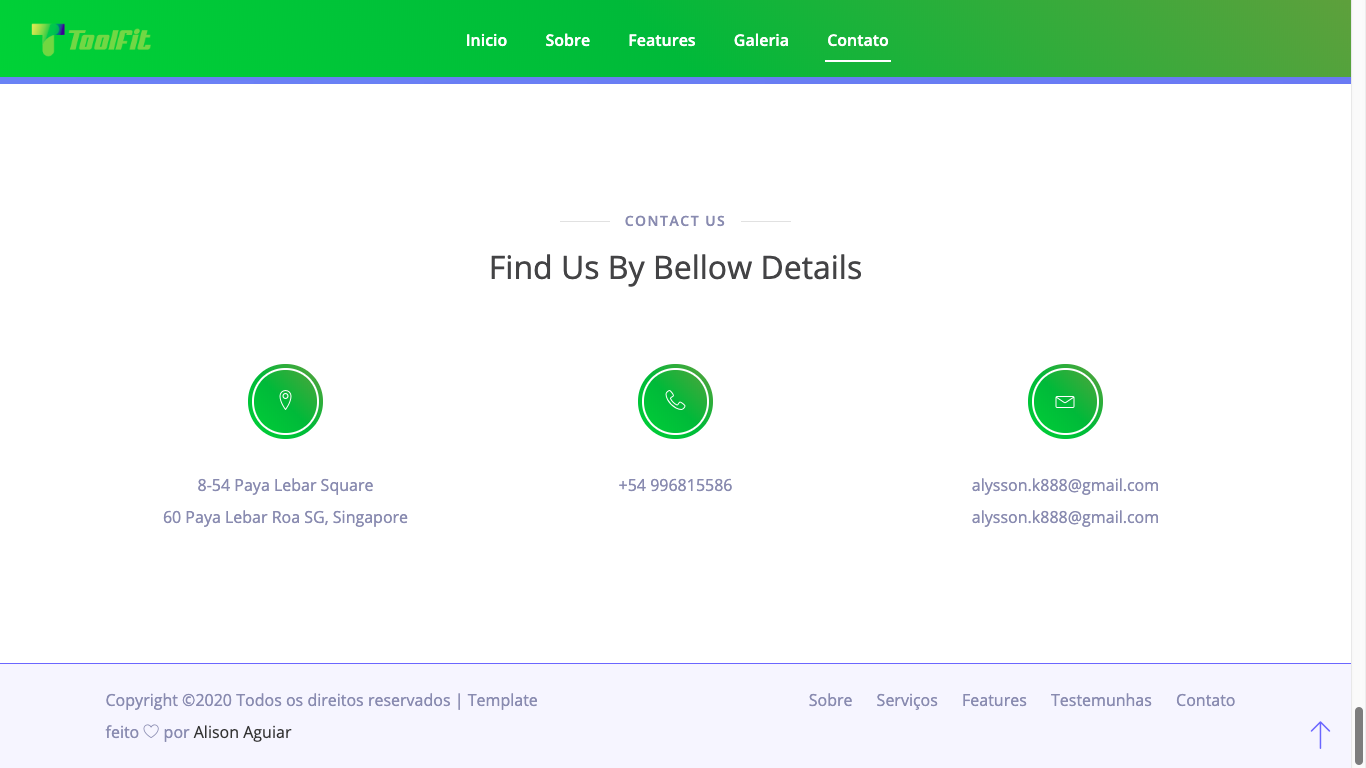 ToolFit
Inicio Sobre Features Galeria Contato
CONTACT US
Find Us By Bellow Details
8-54 Paya Lebar Square
60 Paya Lebar Roa SG, Singapore
+54 996815586
alysson.k888@gmail.com
alysson.k888@gmail.com
Copyright ©2020 Todos os direitos reservados | Template
feito ♡ por Alison Aguiar
Sobre Serviços Features Testemunhas Contato